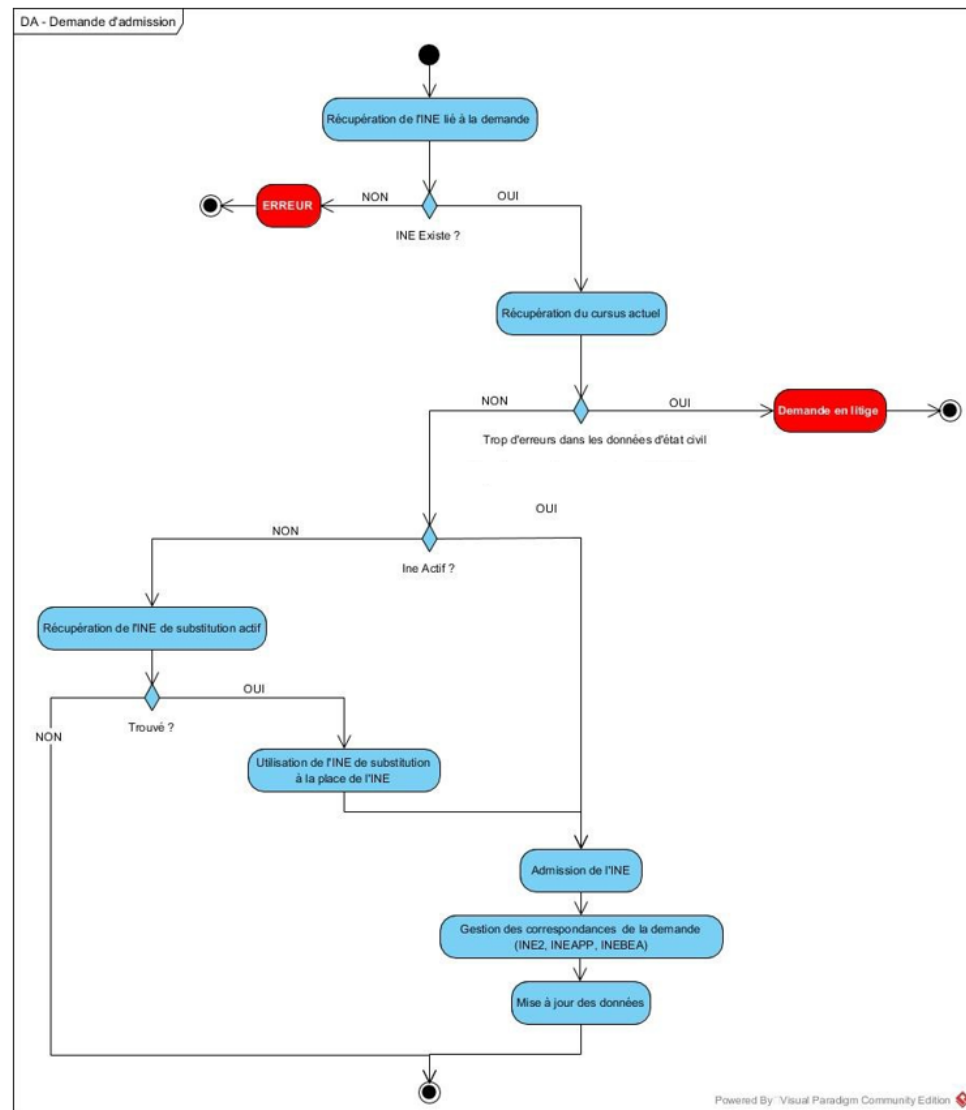 DA - Demande d'admission
Récupération de l'INE lié à la demande
NON
OUI
ERREUR
INE Existe ?
Récupération du cursus actuel
NON
OUI
Demande en litige
Trop d'erreurs dans les données d'état civil
OUI
NON
Ine Actif ?
Récupération de l'INE de substitution actif
OUI
Trouvé ?
NON
Utilisation de l'INE de substitution
à la place de l'INE
Admission de l'INE
Gestion des correspondances de la demande
(INE2, INEAPP, INEBEA)
Mise à jour des données
Powered By Visual Paradigm Community Edition